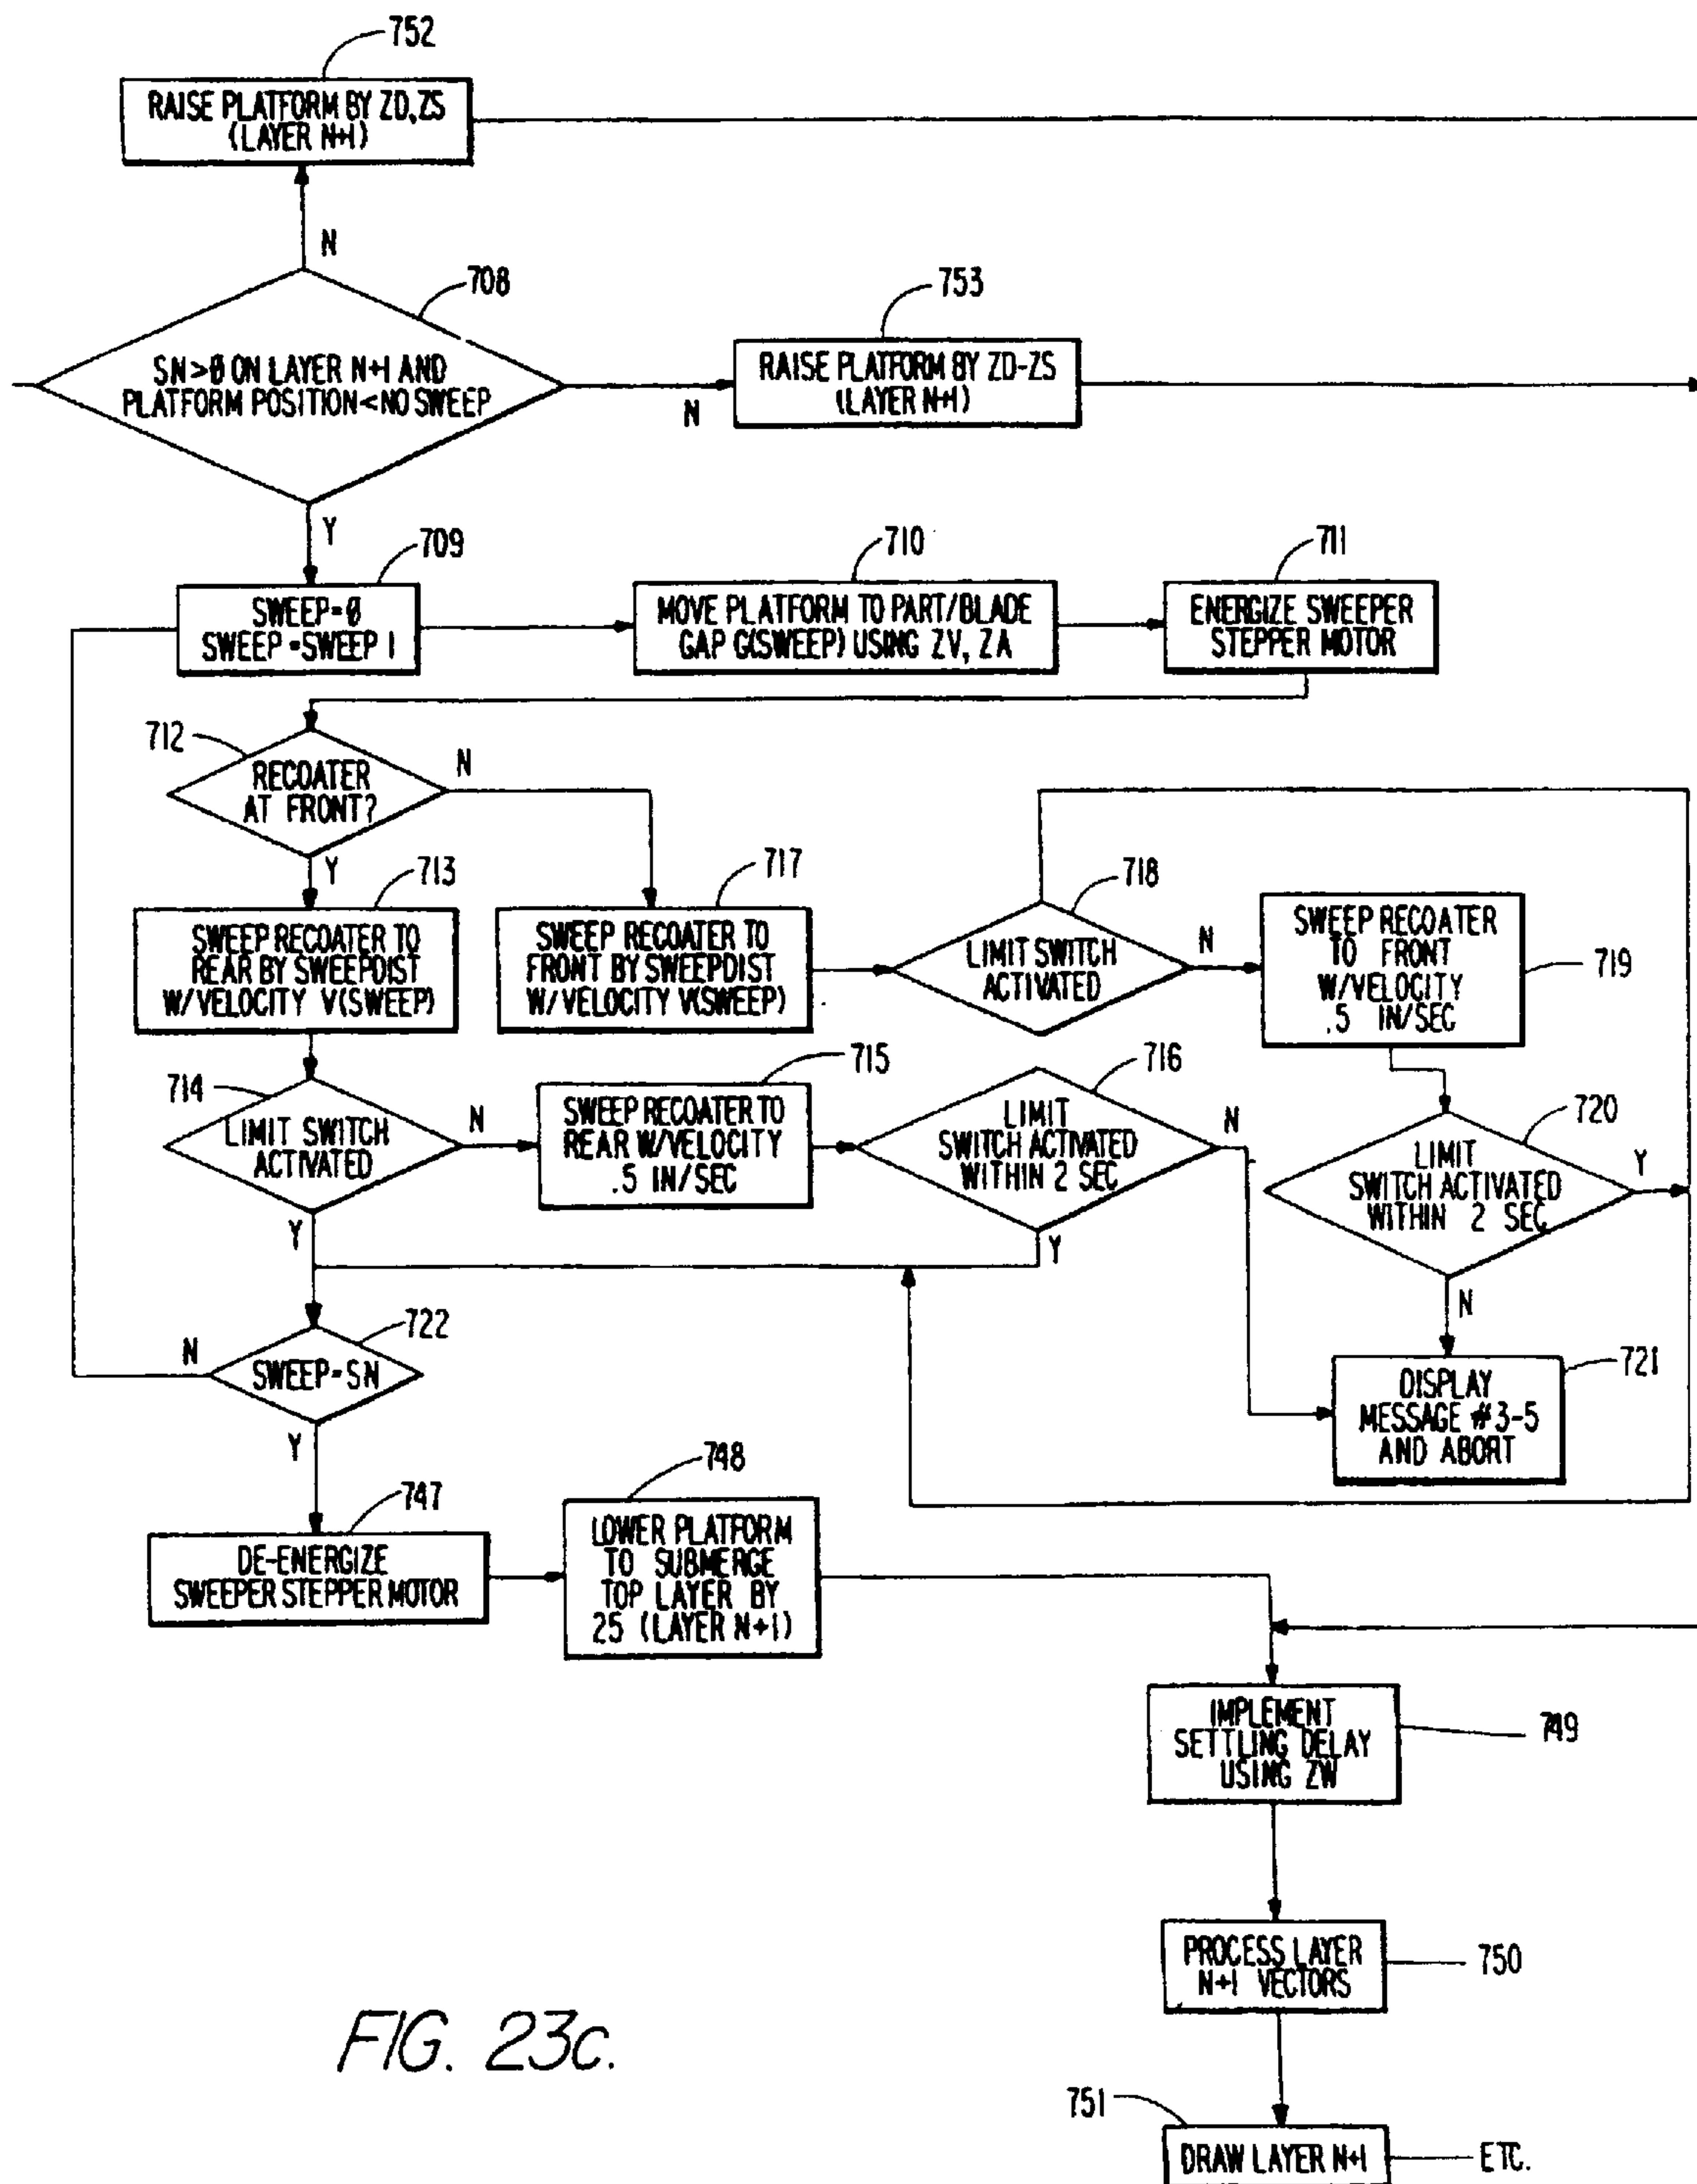 752
RAISE PLATFORM BY ZD,ZS
(LAYER N+1)
N
708
SN>0 ON LAYER N+1 AND
PLATFORM POSITION<NO SWEEP
N
753
RAISE PLATFORM BY ZD-ZS
(LAYER N+1)
Y
709
SWEEP=0
SWEEP=SWEEP 1
710
MOVE PLATFORM TO PART/BLADE
GAP G(SWEEP) USING ZV, ZA
711
ENERGIZE SWEEPER
STEPPER MOTOR
712
RECOATER
AT FRONT?
N
Y
713
SWEEP RECOATER TO
REAR BY SWEEPDIST
W/VELOCITY V(SWEEP)
717
SWEEP RECOATER TO
FRONT BY SWEEPDIST
W/VELOCITY V(SWEEP)
718
LIMIT SWITCH
ACTIVATED
N
SWEEP RECOATER
TO FRONT
W/VELOCITY
.5 IN/SEC
719
714
LIMIT SWITCH
ACTIVATED
N
Y
715
SWEEP RECOATER TO
REAR W/VELOCITY
.5 IN/SEC
716
LIMIT
SWITCH ACTIVATED
WITHIN 2 SEC
N
Y
720
LIMIT
SWITCH ACTIVATED
WITHIN 2 SEC
Y
N
721
DISPLAY
MESSAGE #3-5
AND ABORT
722
SWEEP=SN
N
Y
747
DE-ENERGIZE
SWEEPER STEPPER MOTOR
748
LOWER PLATFORM
TO SUBMERGE
TOP LAYER BY
25 (LAYER N+1)
IMPLEMENT
SETTLING DELAY
USING ZW
749
PROCESS LAYER
N+1 VECTORS
750
751
DRAW LAYER N+1
ETC.
FIG. 23c.